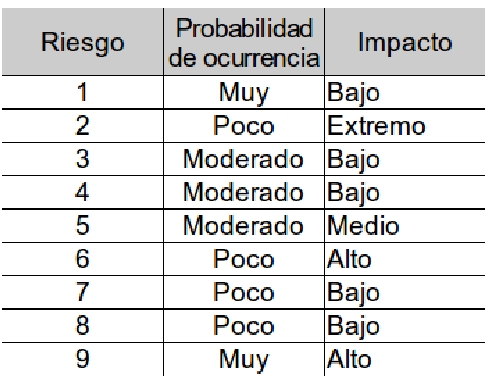 Riesgo Probabilidad de ocurrencia Impacto
1 Muy Bajo
2 Poco Extremo
3 Moderado Bajo
4 Moderado Bajo
5 Moderado Medio
6 Poco Alto
7 Poco Bajo
8 Poco Bajo
9 Muy Alto